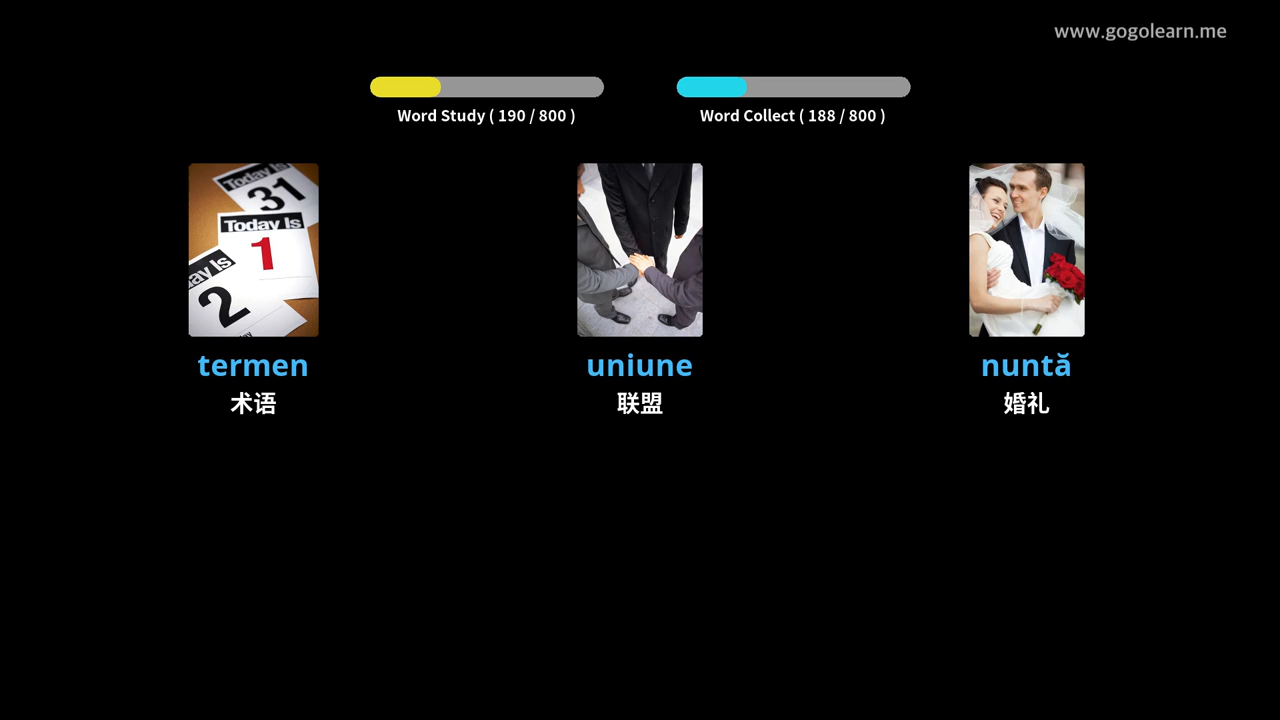 www.gogolearn.me
Word Study ( 190 / 800 )
Word Collect ( 188 / 800 )
Today Is
31
Today Is
1
ay Is
2
termen
uniune
nuntă
术语
联盟
婚礼